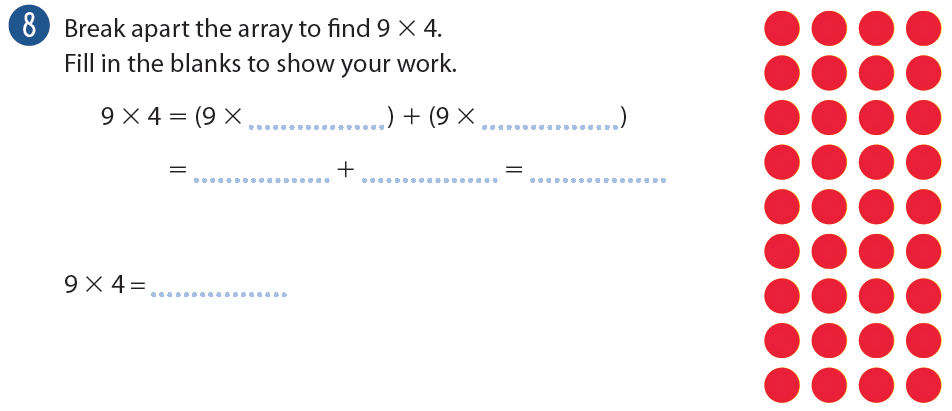 8 Break apart the array to find 9 × 4.
Fill in the blanks to show your work.
9 × 4 = (9 × ) + (9 × )
= + =
9 × 4 =